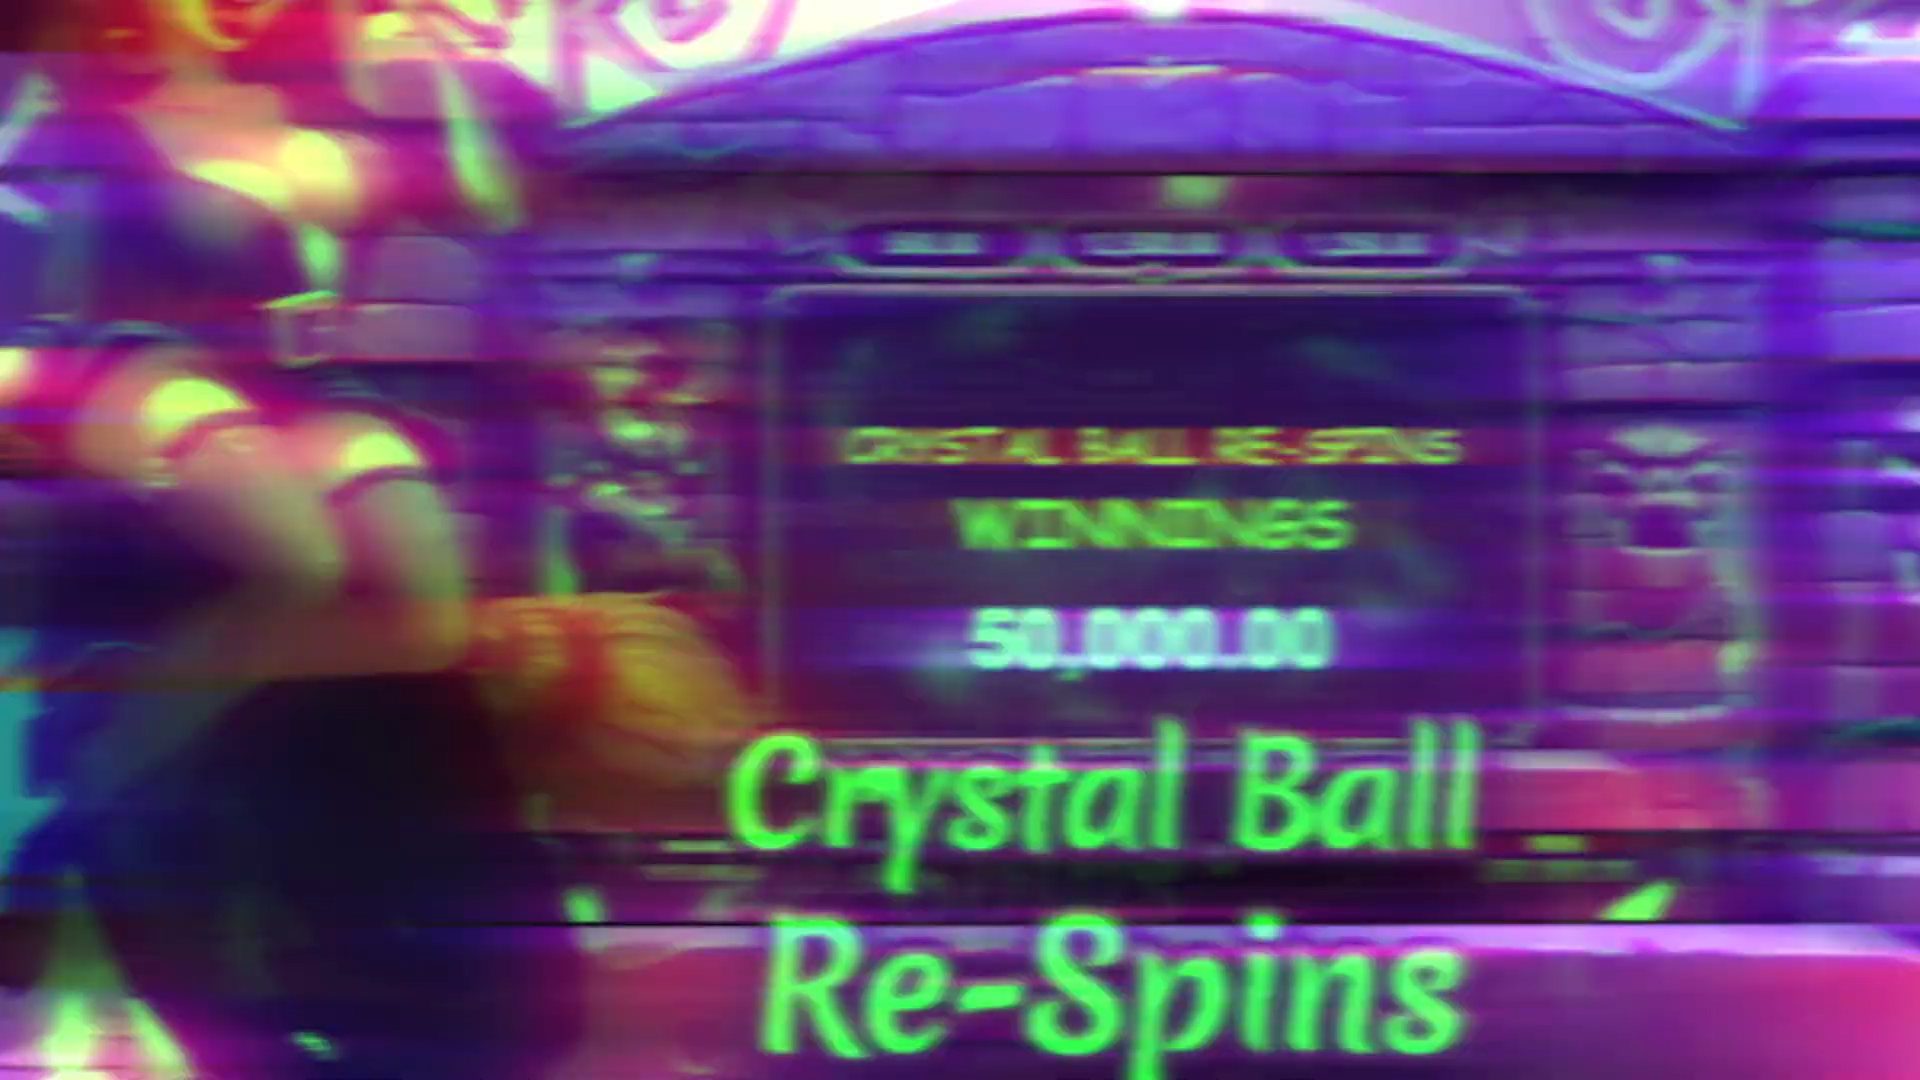 CRYSTAL BALL RE-SPINS
WINNINGS
50,000.00
Crystal Ball
Re-Spins